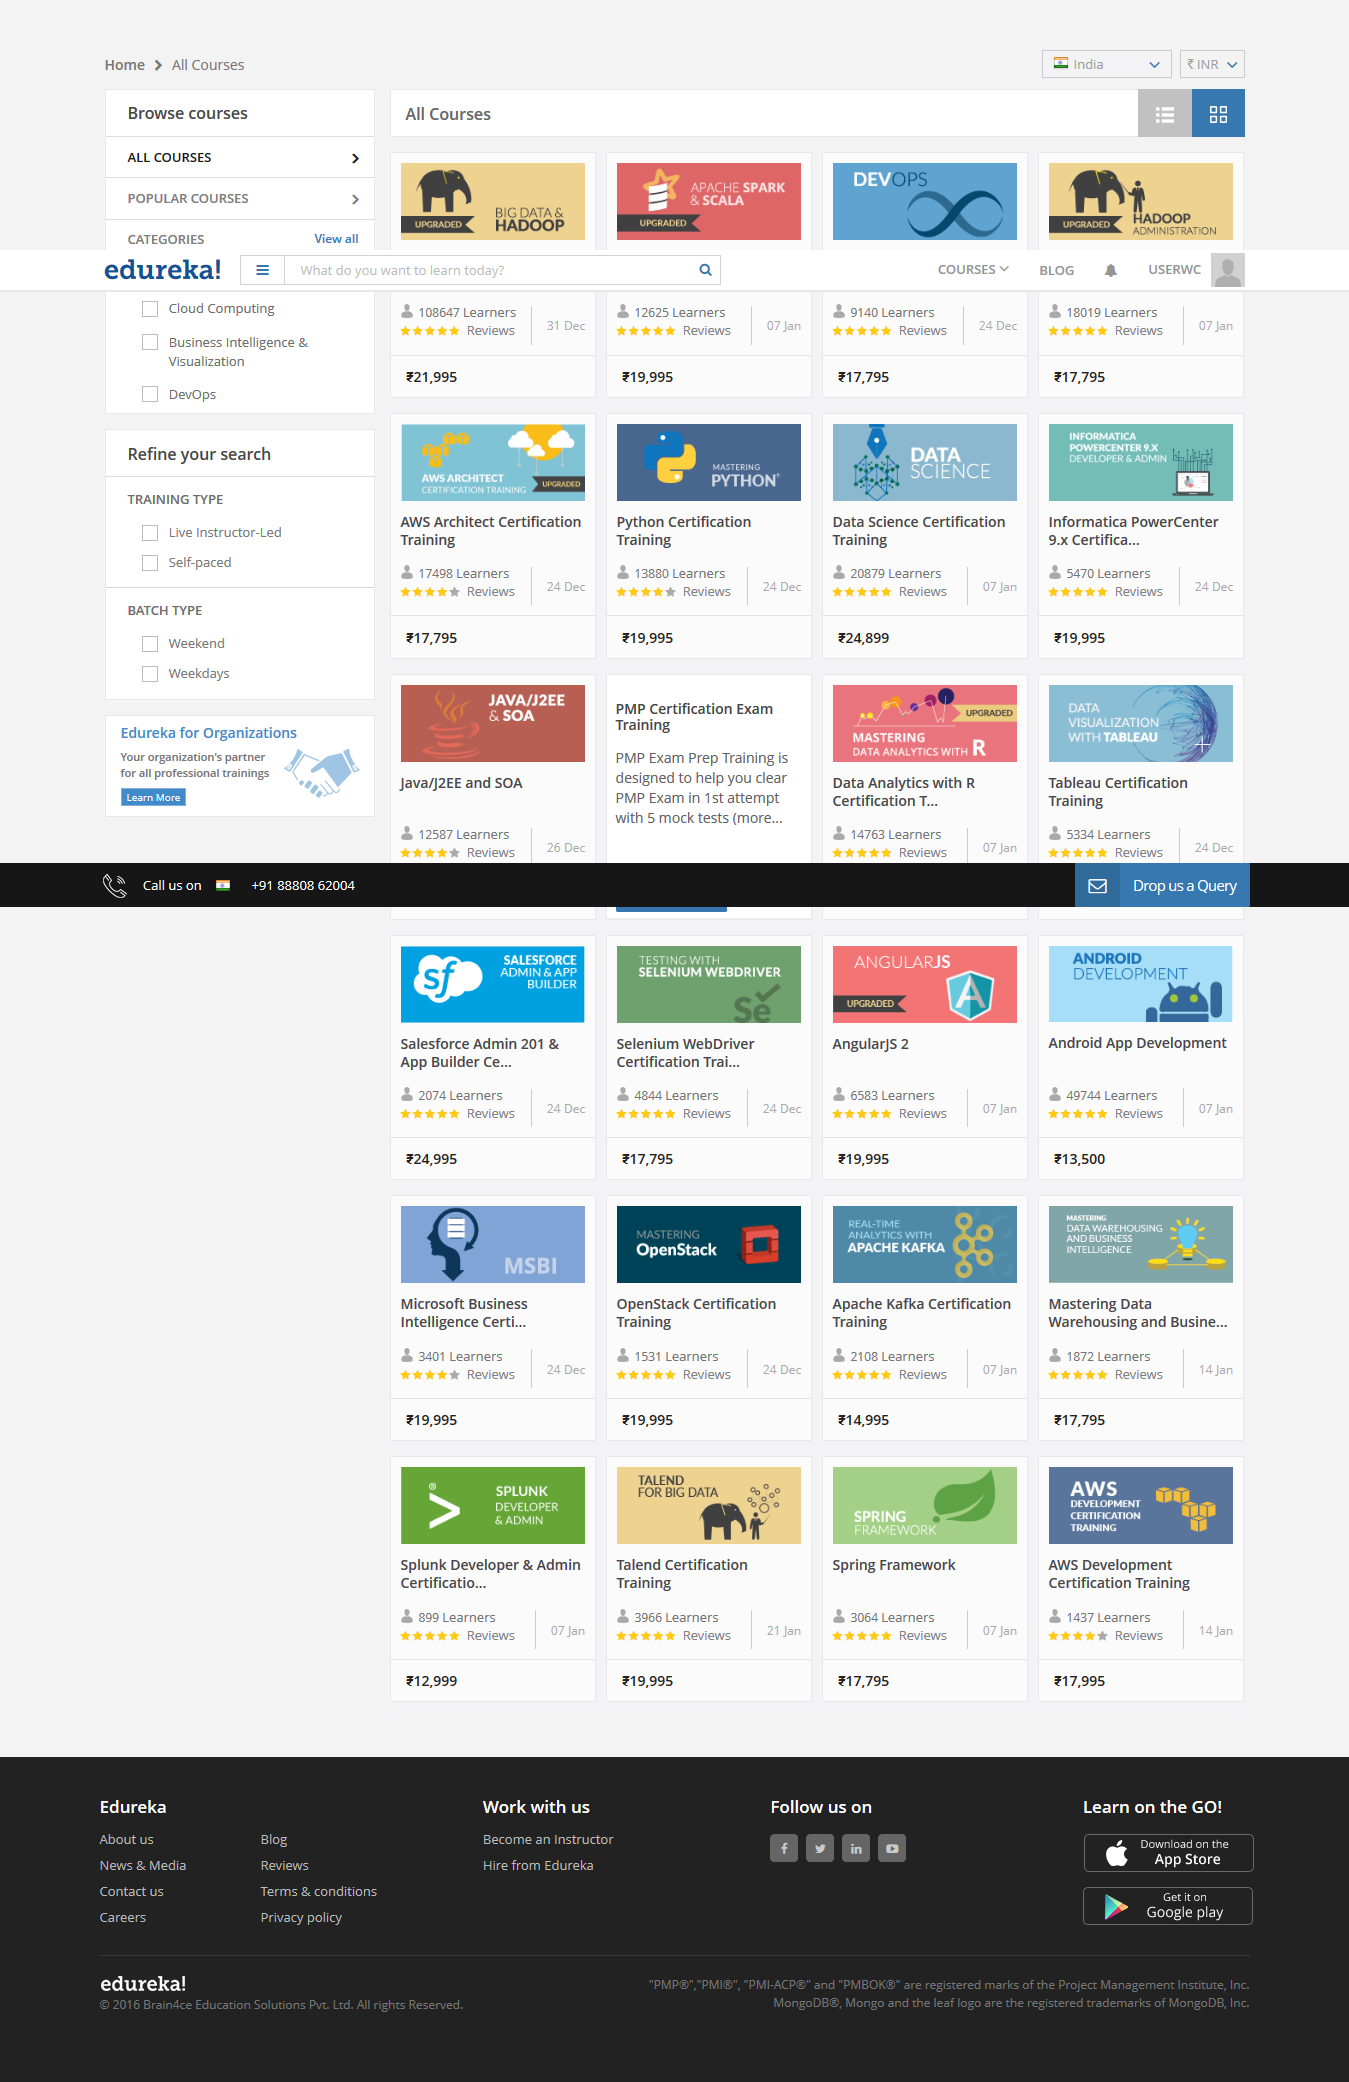 Home > All Courses
India
₹ INR
Browse courses
ALL COURSES
POPULAR COURSES
CATEGORIES View all
All Courses
UPGRADED
BIG DATA &
HADOOP
APACHE SPARK
& SCALA
UPGRADED
DEVOPS
UPGRADED
HADOOP
ADMINISTRATION
edureka!
What do you want to learn today?
COURSES
BLOG
USERWC
Cloud Computing
Business Intelligence &
Visualization
DevOps
108647 Learners
Reviews
31 Dec
₹21,995
12625 Learners
Reviews
07 Jan
₹19,995
9140 Learners
Reviews
24 Dec
₹17,795
18019 Learners
Reviews
07 Jan
₹17,795
Refine your search
TRAINING TYPE
Live Instructor-Led
Self-paced
BATCH TYPE
Weekend
Weekdays
Edureka for Organizations
Your organization's partner
for all professional trainings
Learn More
AWS ARCHITECT
CERTIFICATION TRAINING
UPGRADED
AWS Architect Certification
Training
17498 Learners
Reviews
24 Dec
₹17,795
MASTERING
PYTHON
Python Certification
Training
13880 Learners
Reviews
24 Dec
₹19,995
DATA
SCIENCE
Data Science Certification
Training
20879 Learners
Reviews
07 Jan
₹24,899
INFORMATICA
POWERCENTER 9.X
DEVELOPER & ADMIN
Informatica PowerCenter
9.x Certifica...
5470 Learners
Reviews
24 Dec
₹19,995
JAVA/J2EE
& SOA
Java/J2EE and SOA
12587 Learners
Reviews
26 Dec
PMP Certification Exam
Training
PMP Exam Prep Training is
designed to help you clear
PMP Exam in 1st attempt
with 5 mock tests (more...
UPGRADED
MASTERING
DATA ANALYTICS WITH R
Data Analytics with R
Certification T...
14763 Learners
Reviews
07 Jan
DATA
VISUALIZATION
WITH TABLEAU
Tableau Certification
Training
5334 Learners
Reviews
24 Dec
Call us on
+91 88808 62004
Drop us a Query
sf
SALESFORCE
ADMIN & APP
BUILDER
Salesforce Admin 201 &
App Builder Ce...
2074 Learners
Reviews
24 Dec
₹24,995
TESTING WITH
SELENIUM WEBDRIVER
Se
Selenium WebDriver
Certification Trai...
4844 Learners
Reviews
24 Dec
₹17,795
ANGULARJS
UPGRADED
A
AngularJS 2
6583 Learners
Reviews
07 Jan
₹19,995
ANDROID
DEVELOPMENT
Android App Development
49744 Learners
Reviews
07 Jan
₹13,500
MSBI
Microsoft Business
Intelligence Certi...
3401 Learners
Reviews
24 Dec
₹19,995
MASTERING
OpenStack
OpenStack Certification
Training
1531 Learners
Reviews
24 Dec
₹19,995
REAL-TIME
ANALYTICS WITH
APACHE KAFKA
Apache Kafka Certification
Training
2108 Learners
Reviews
07 Jan
₹14,995
MASTERING
DATA WAREHOUSING
AND BUSINESS
INTELLIGENCE
Mastering Data
Warehousing and Busine...
1872 Learners
Reviews
14 Jan
₹17,795
SPLUNK
DEVELOPER
& ADMIN
Splunk Developer & Admin
Certificatio...
899 Learners
Reviews
07 Jan
₹12,999
TALEND
FOR BIG DATA
Talend Certification
Training
3966 Learners
Reviews
21 Jan
₹19,995
SPRING
FRAMEWORK
Spring Framework
3064 Learners
Reviews
07 Jan
₹17,795
AWS
DEVELOPMENT
CERTIFICATION
TRAINING
AWS Development
Certification Training
1437 Learners
Reviews
14 Jan
₹17,995
Edureka
About us
News & Media
Contact us
Careers
Blog
Reviews
Terms & conditions
Privacy policy
Work with us
Become an Instructor
Hire from Edureka
Follow us on
Learn on the GO!
Download on the
App Store
Get it on
Google play
edureka!
© 2016 Brain4ce Education Solutions Pvt. Ltd. All rights Reserved.
"PMP®","PMI®", "PMI-ACP®" and "PMBOK®" are registered marks of the Project Management Institute, Inc.
MongoDB®, Mongo and the leaf logo are the registered trademarks of MongoDB, Inc.